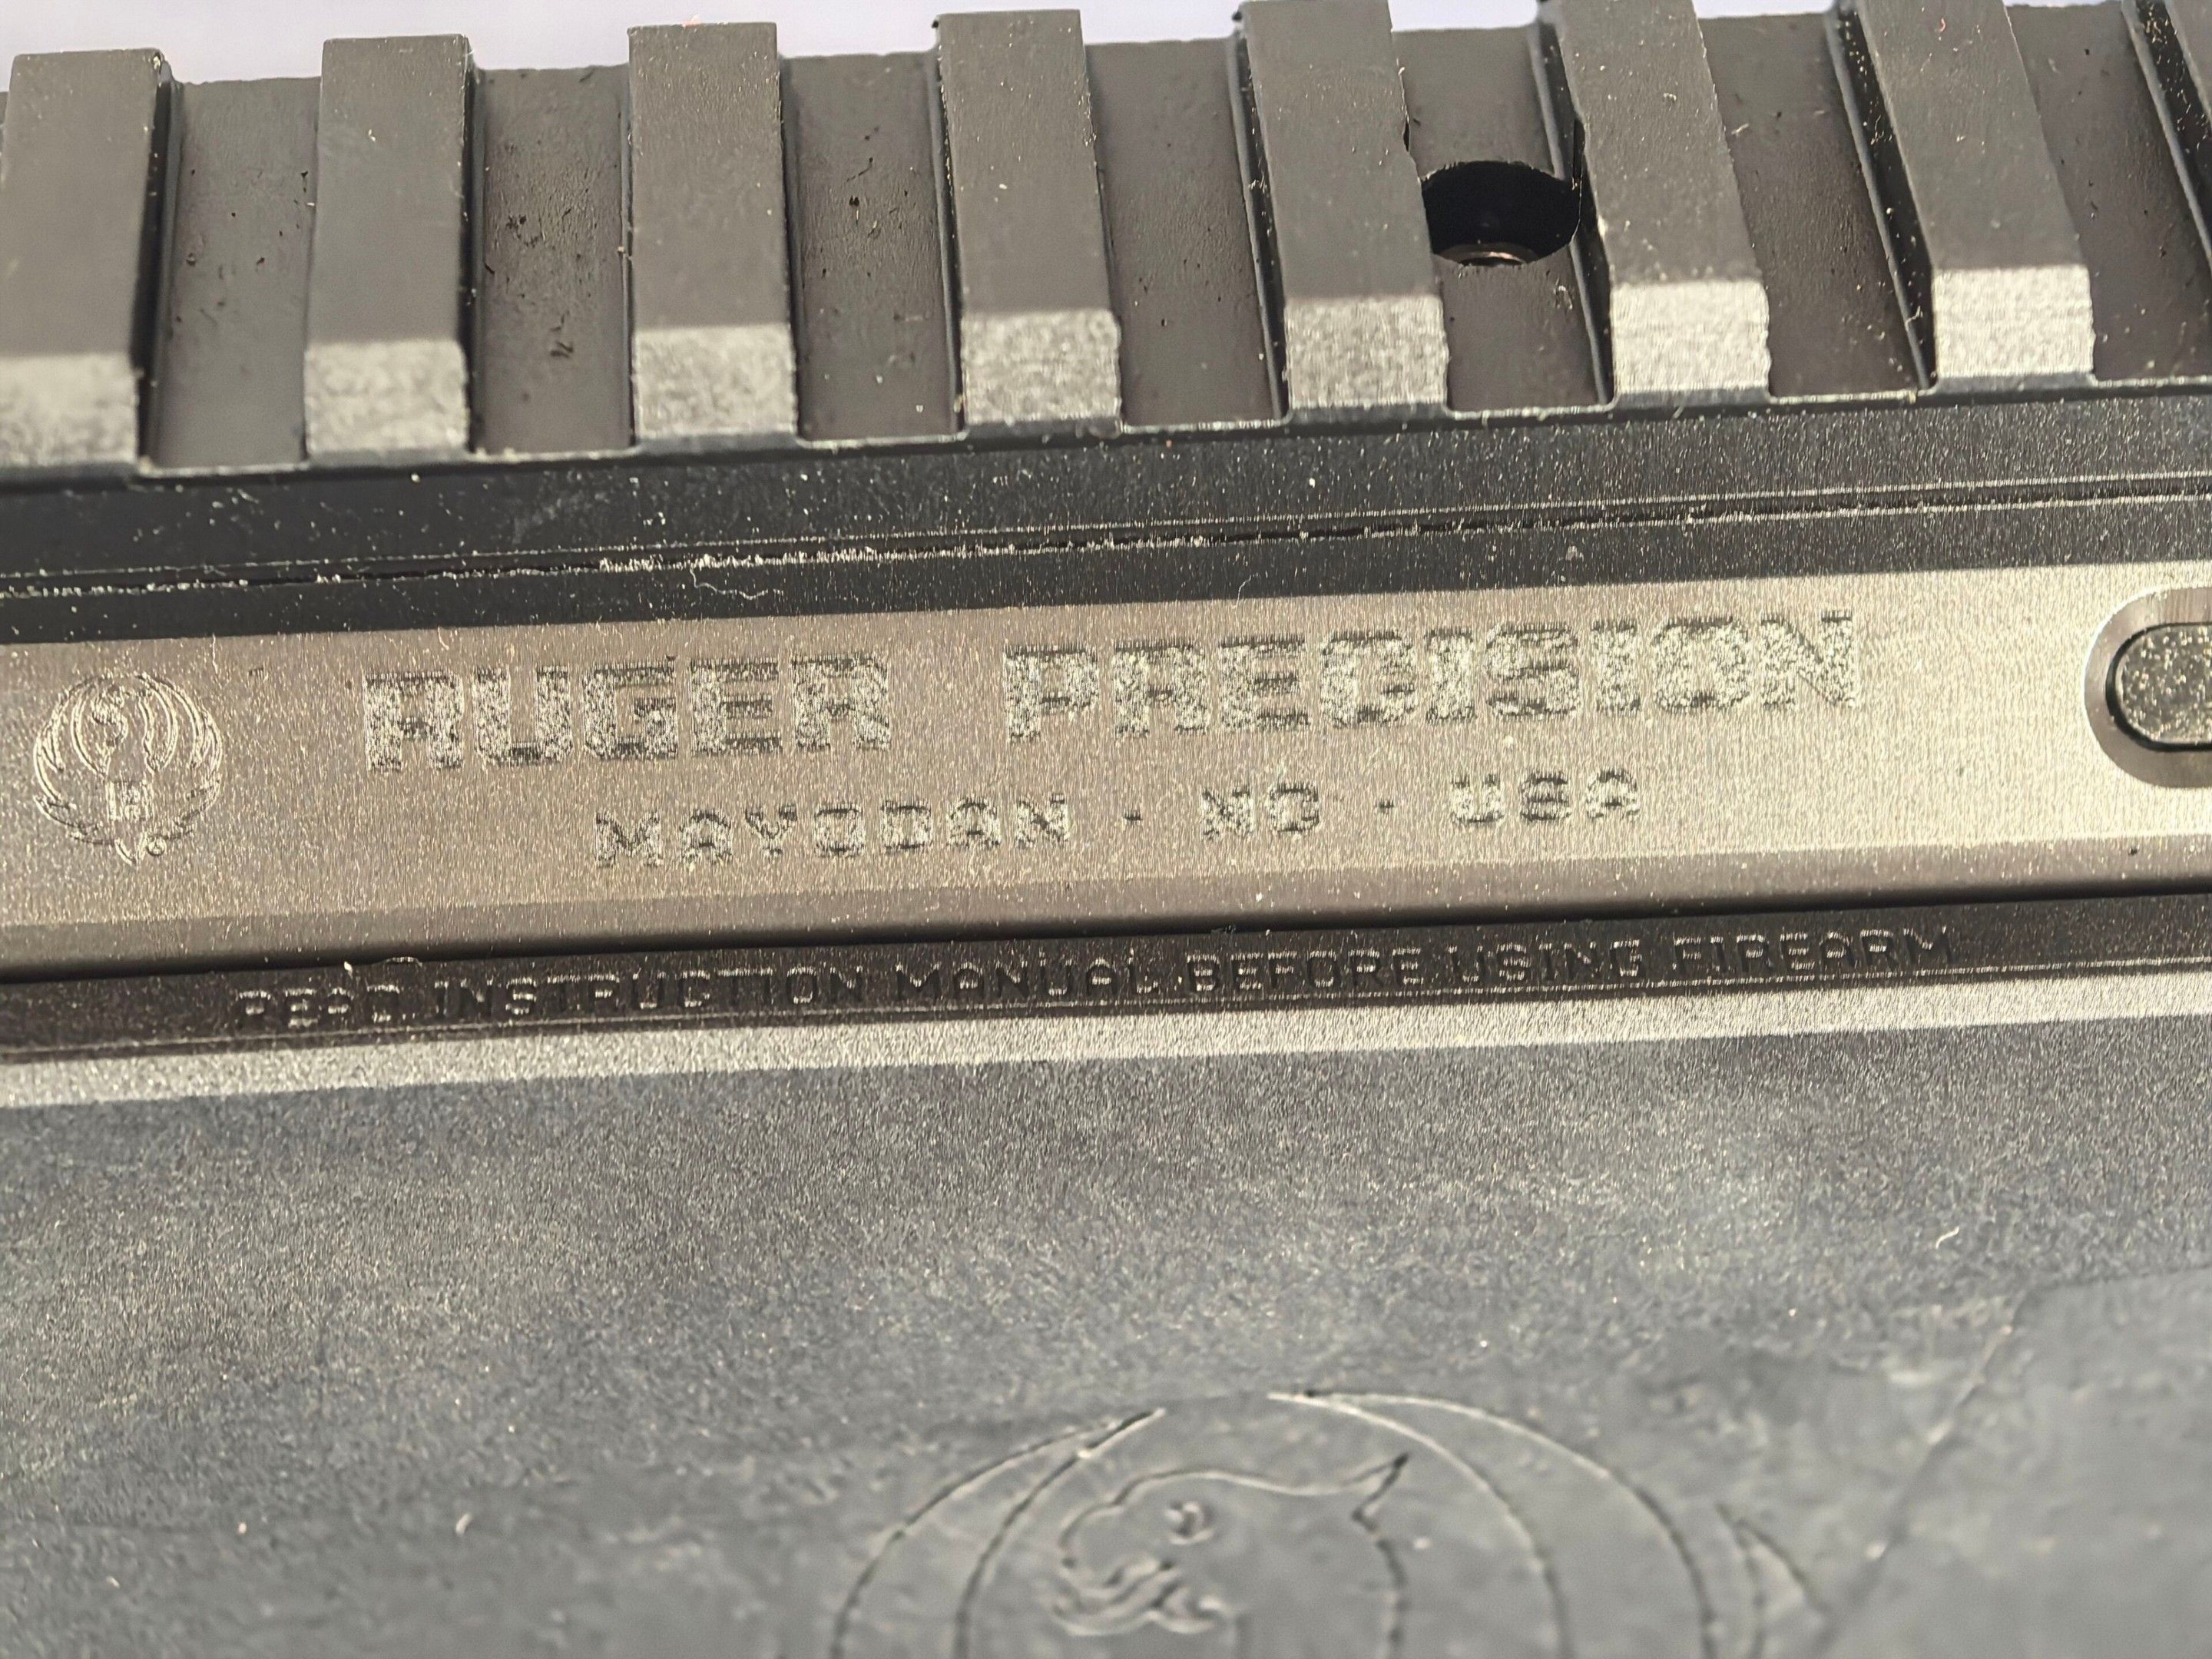 RUGER PRECISION
MAYODAN · NC · USA
READ INSTRUCTION MANUAL BEFORE USING FIREARM